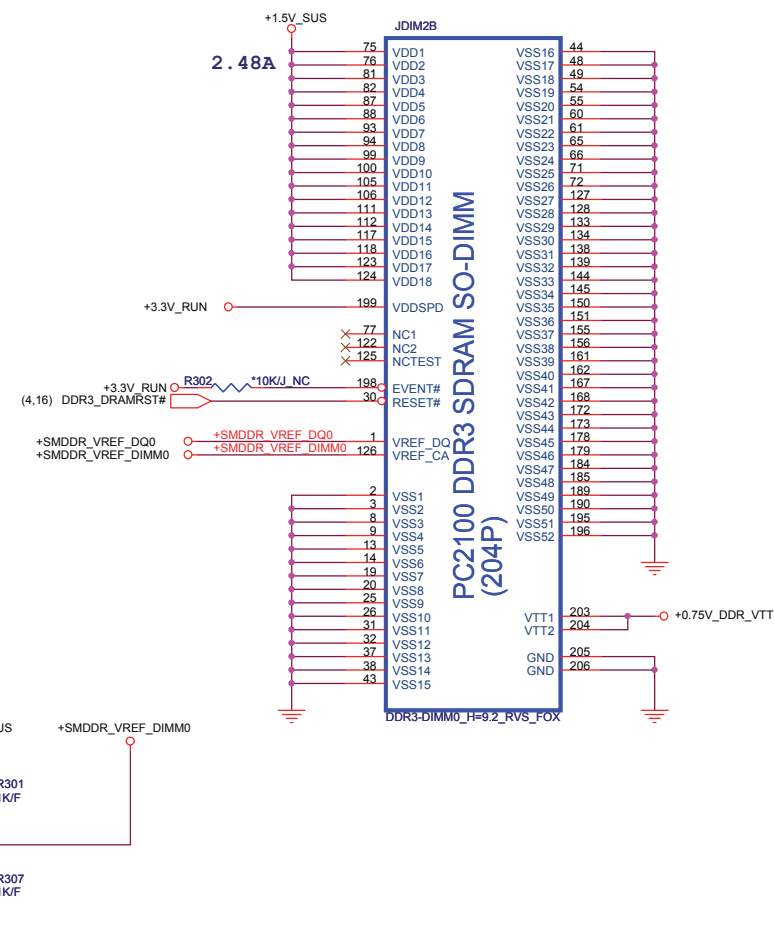 +1.5V_SUS
JDIM2B
2.48A
75 VDD1 VSS16 44
76 VDD2 VSS17 48
81 VDD3 VSS18 49
82 VDD4 VSS19 54
87 VDD5 VSS20 55
88 VDD6 VSS21 60
93 VDD7 VSS22 61
94 VDD8 VSS23 65
99 VDD9 VSS24 66
100 VDD10 VSS25 71
105 VDD11 VSS26 72
106 VDD12 VSS27 127
111 VDD13 VSS28 128
112 VDD14 VSS29 133
117 VDD15 VSS30 134
118 VDD16 VSS31 138
123 VDD17 VSS32 139
124 VDD18 VSS33 144
VSS34 145
+3.3V_RUN 199 VDDSPD VSS35 150
VSS36 151
77 NC1 VSS37 155
122 NC2 VSS38 156
125 NCTEST VSS39 161
VSS40 162
+3.3V_RUN R302 *10K/J_NC 198 EVENT# VSS41 167
(4,16) DDR3_DRAMRST# 30 RESET# VSS42 168
VSS43 172
VSS44 173
+SMDDR_VREF_DQ0 +SMDDR_VREF_DQ0 1 VREF_DQ VSS45 178
+SMDDR_VREF_DIMM0 +SMDDR_VREF_DIMM0 126 VREF_CA VSS46 179
VSS47 184
VSS48 185
2 VSS1 VSS49 189
3 VSS2 VSS50 190
8 VSS3 VSS51 195
9 VSS4 VSS52 196
13 VSS5
14 VSS6
19 VSS7
20 VSS8
25 VSS9
26 VSS10 VTT1 203 +0.75V_DDR_VTT
31 VSS11 VTT2 204
32 VSS12
37 VSS13 GND 205
38 VSS14 GND 206
43 VSS15
PC2100 DDR3 SDRAM SO-DIMM
(204P)
DDR3-DIMM0_H=9.2_RVS_FOX
US +SMDDR_VREF_DIMM0
R301
1K/F
R307
1K/F